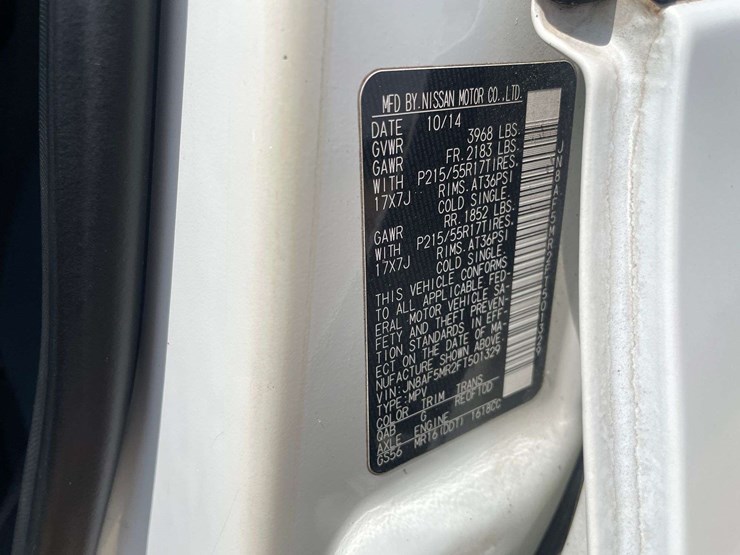 MFD BY NISSAN MOTOR CO., LTD.
DATE 10/14
GVWR 3968 LBS.
GAWR FR. 2183 LBS.
WITH P215/55R17TIRES.
17X7J RIMS. AT36PSI
COLD SINGLE.
GAWR RR. 1852 LBS.
WITH P215/55R17TIRES.
17X7J RIMS. AT36PSI
COLD SINGLE.
THIS VEHICLE CONFORMS
TO ALL APPLICABLE FED-
ERAL MOTOR VEHICLE SA-
FETY AND THEFT PREVEN-
TION STANDARDS IN EFF-
ECT ON THE DATE OF MA-
NUFACTURE SHOWN ABOVE.
VIN:JN8AF5MR2FT501329
TYPE:MPV
COLOR TRIM TRANS
QAB G RE0F10D
AXLE ENGINE
GS56 MR16(DDT) 1618CC
JN8AF5MR2FT501329